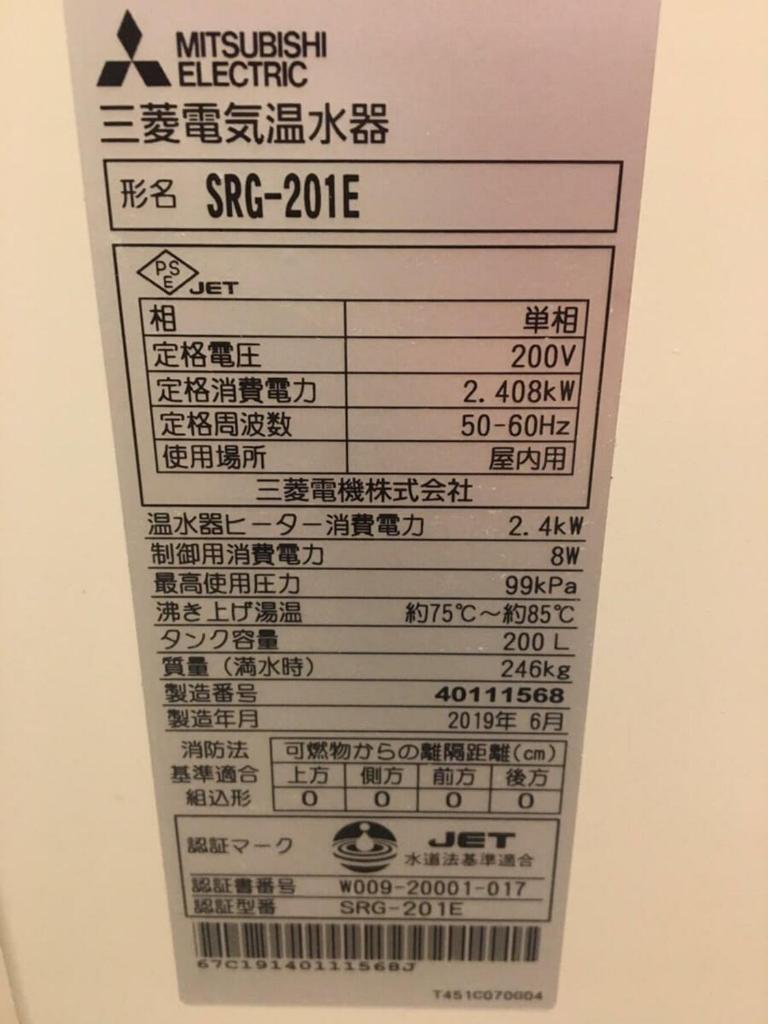 MITSUBISHI
ELECTRIC
三菱電気温水器
形名 SRG-201E
PS
E JET
相 単相
定格電圧 200V
定格消費電力 2.408kW
定格周波数 50-60Hz
使用場所 屋内用
三菱電機株式会社
温水器ヒーター消費電力 2.4kW
制御用消費電力 8W
最高使用圧力 99kPa
沸き上げ湯温 約75℃～約85℃
タンク容量 200L
質量（満水時） 246kg
製造番号 40111568
製造年月 2019年 6月
消防法 可燃物からの離隔距離(cm)
基準適合 上方 側方 前方 後方
組込形 0 0 0 0
認証マーク JET
水道法基準適合
認証書番号 W009-20001-017
認証型番 SRG-201E
67C19140111568J
T451C070G04